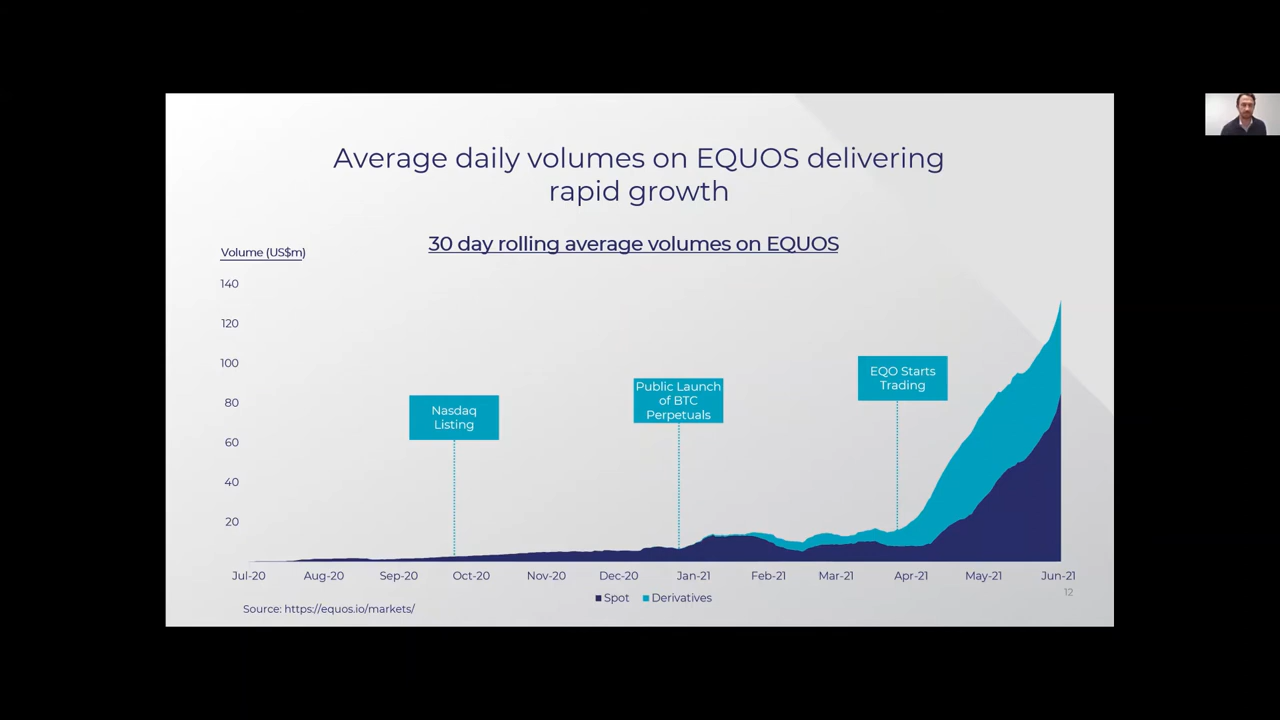 Average daily volumes on EQUOS delivering
rapid growth
30 day rolling average volumes on EQUOS
Volume (US$m)
140
120
100
80
60
40
20
Nasdaq
Listing
Public Launch
of BTC
Perpetuals
EQO Starts
Trading
Jul-20 Aug-20 Sep-20 Oct-20 Nov-20 Dec-20 Jan-21 Feb-21 Mar-21 Apr-21 May-21 Jun-21
Spot Derivatives
12
Source: https://equos.io/markets/